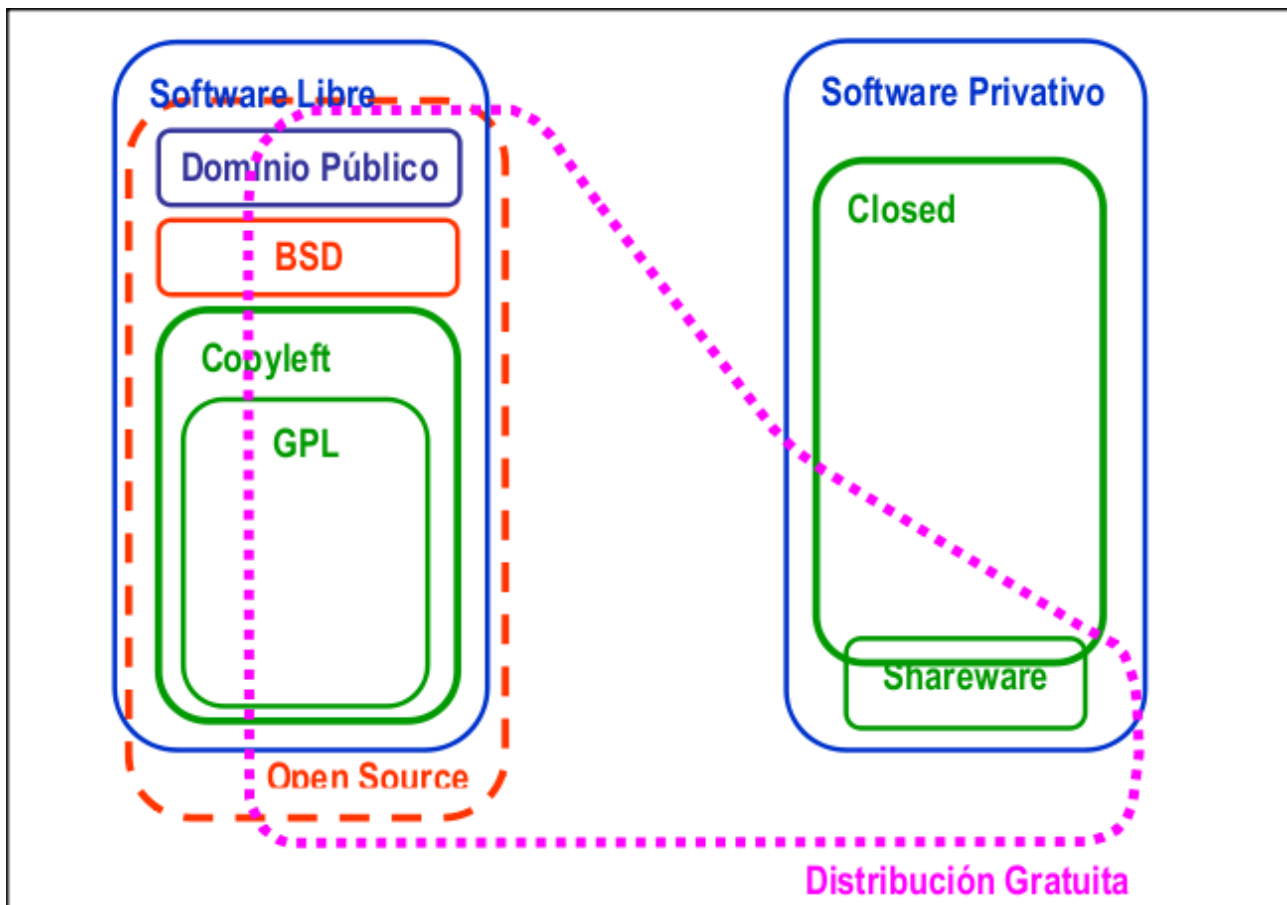 Software Libre
Software Privativo
Dominio Público
Closed
BSD
Copyleft
GPL
Shareware
Open Source
Distribución Gratuita